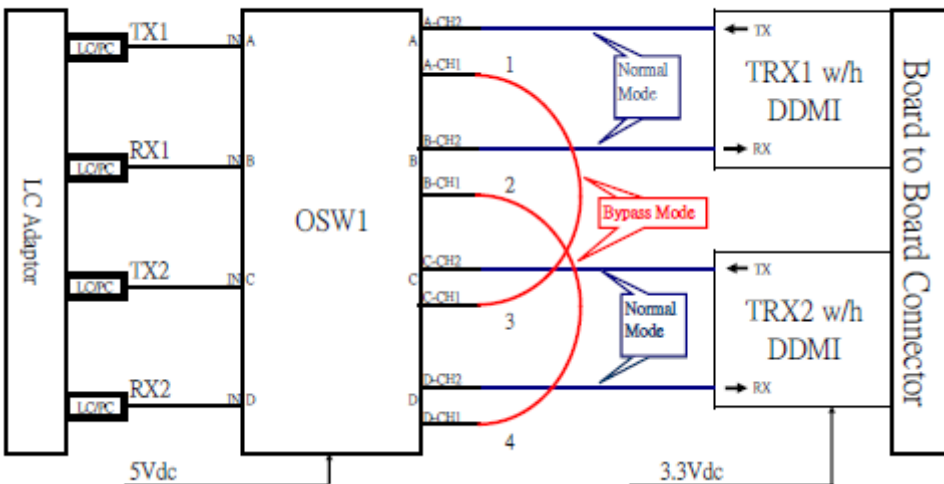 LC Adaptor
LC/PC
TX1
LC/PC
RX1
LC/PC
TX2
LC/PC
RX2
IN A
IN B
IN C
IN D
OSW1
A
A-CH2
A-CH1
B-CH2
B
B-CH1
C-CH2
C
C-CH1
D-CH2
D
D-CH1
1
2
3
4
Normal
Mode
Bypass Mode
Normal
Mode
TX
TRX1 w/h
DDMI
RX
TX
TRX2 w/h
DDMI
RX
Board to Board Connector
5Vdc
3.3Vdc